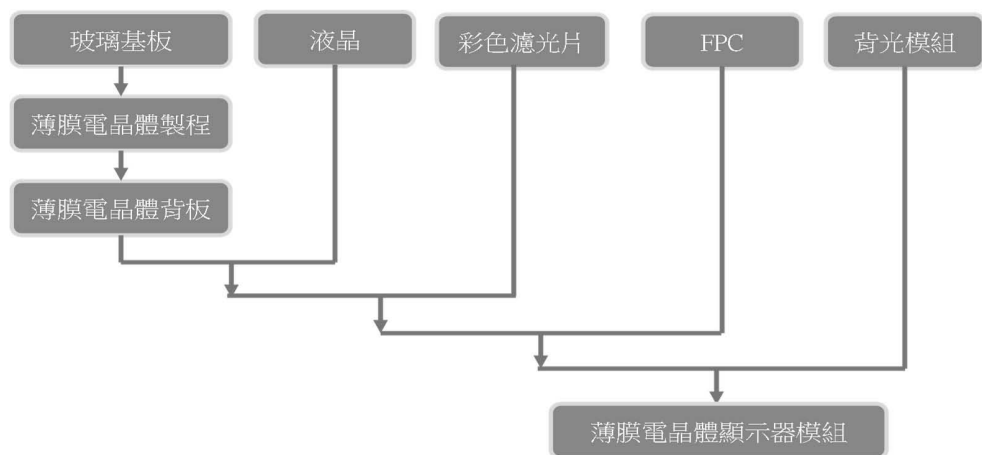 玻璃基板
液晶
彩色濾光片
FPC
背光模組
薄膜電晶體製程
薄膜電晶體背板
薄膜電晶體顯示器模組